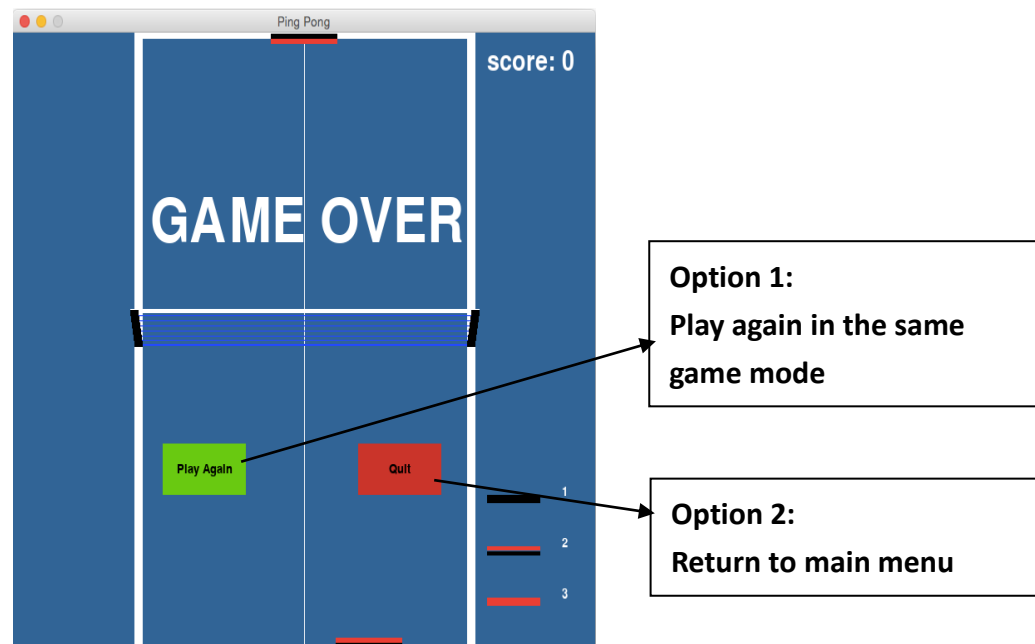 Ping Pong
score: 0
GAME OVER
Option 1:
Play again in the same
game mode
Play Again
Quit
1
2
3
Option 2:
Return to main menu